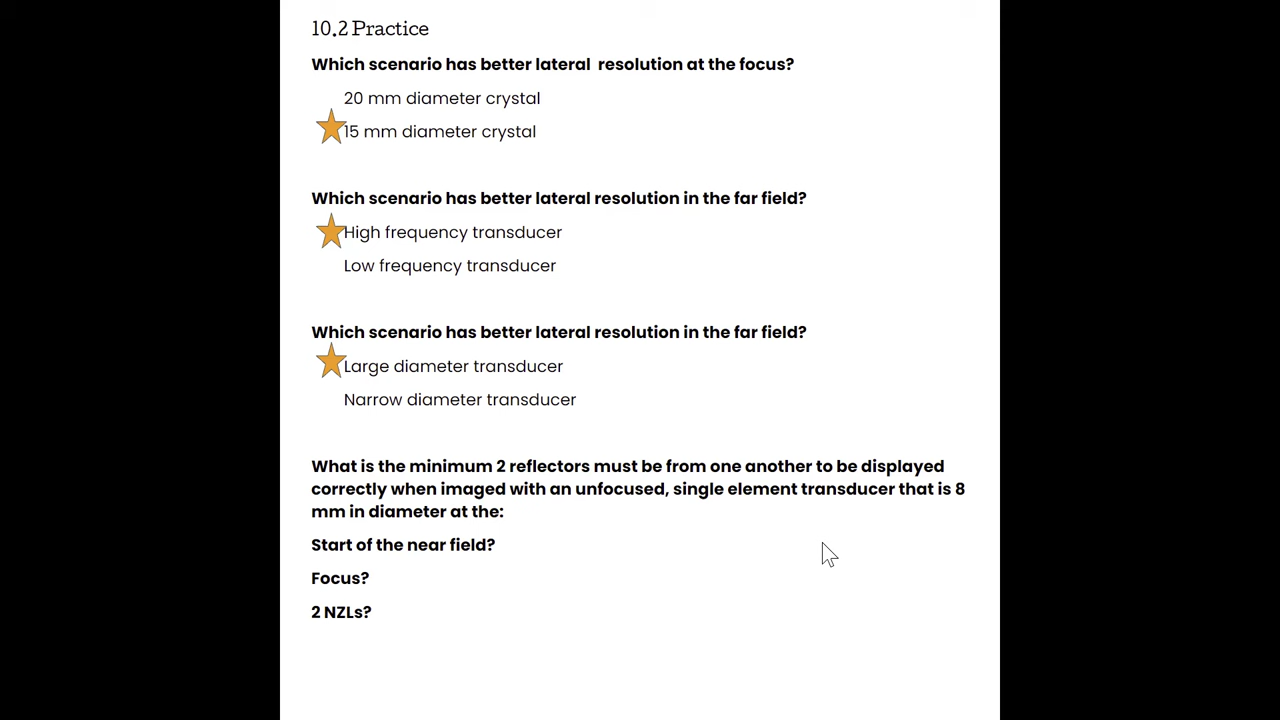 10.2 Practice
Which scenario has better lateral resolution at the focus?
20 mm diameter crystal
15 mm diameter crystal
Which scenario has better lateral resolution in the far field?
High frequency transducer
Low frequency transducer
Which scenario has better lateral resolution in the far field?
Large diameter transducer
Narrow diameter transducer
What is the minimum 2 reflectors must be from one another to be displayed
correctly when imaged with an unfocused, single element transducer that is 8
mm in diameter at the:
Start of the near field?
Focus?
2 NZLs?